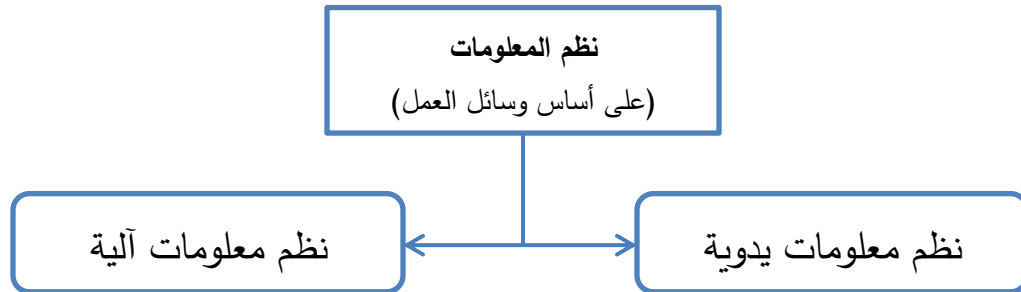 نظم المعلومات
(على أساس وسائل العمل)
نظم معلومات يدوية
نظم معلومات آلية